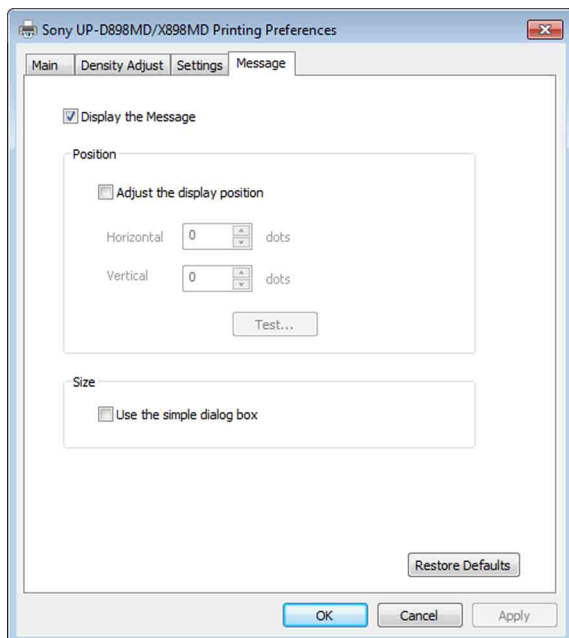 Sony UP-D898MD/X898MD Printing Preferences
Main Density Adjust Settings Message
Display the Message
Position
Adjust the display position
Horizontal 0 dots
Vertical 0 dots
Test...
Size
Use the simple dialog box
Restore Defaults
OK Cancel Apply